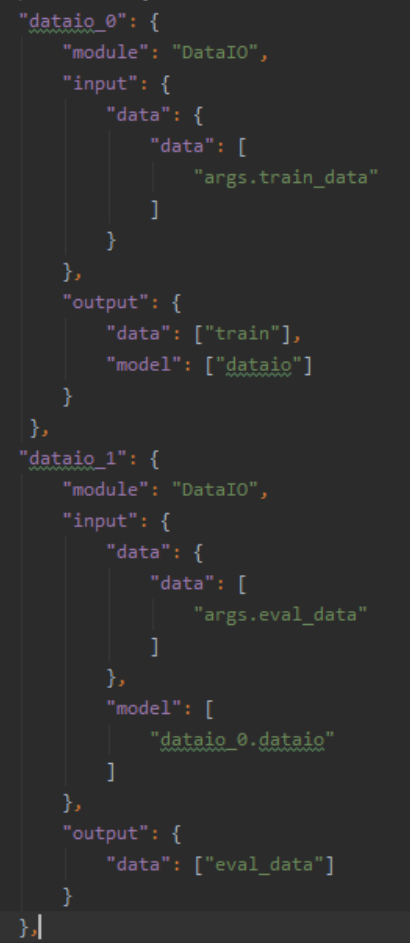 "dataio_0": {
    "module": "DataIO",
    "input": {
        "data": {
            "data": [
                "args.train_data"
            ]
        }
    },
    "output": {
        "data": ["train"],
        "model": ["dataio"]
    }
 },
"dataio_1": {
    "module": "DataIO",
    "input": {
        "data": {
            "data": [
                "args.eval_data"
            ]
        },
        "model": [
            "dataio_0.dataio"
        ]
    },
    "output": {
        "data": ["eval_data"]
    }
},